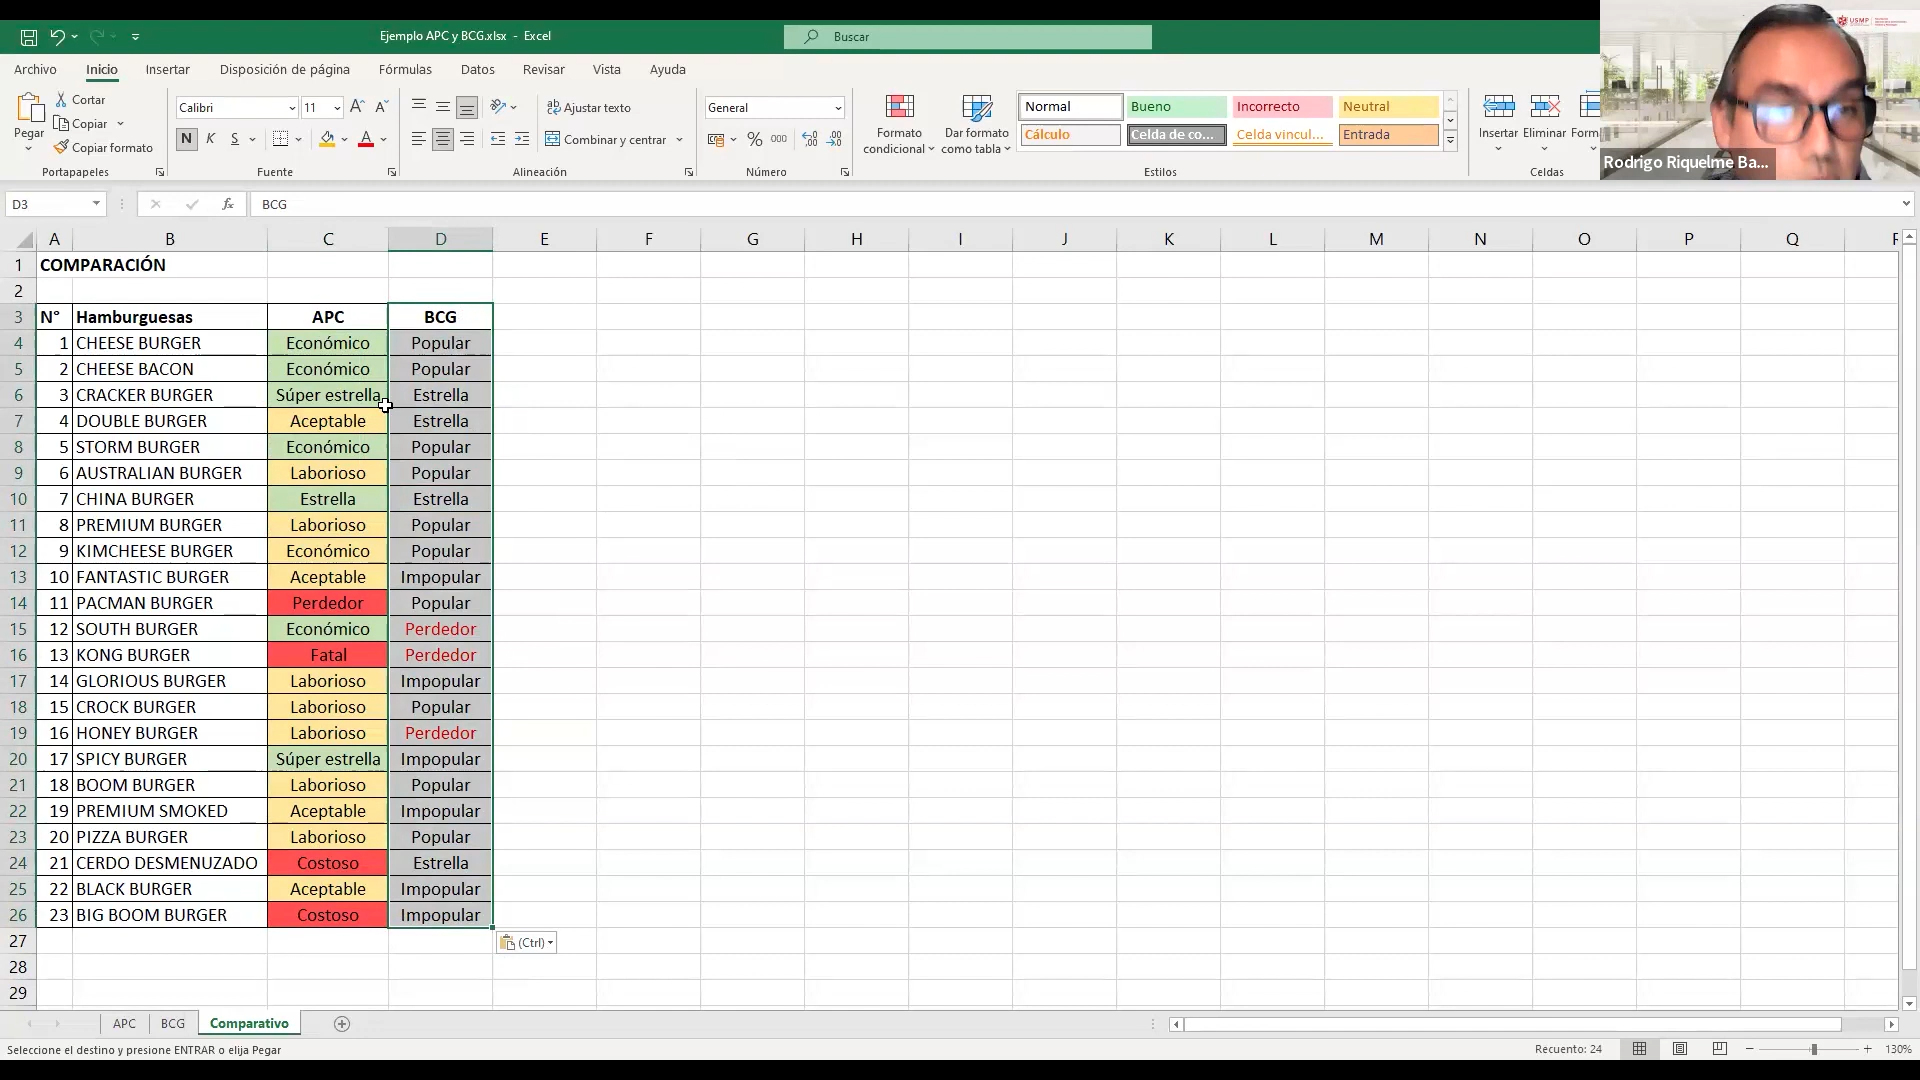 Ejemplo APC y BCG.xlsx - Excel
Buscar
USMP
Archivo Inicio Insertar Disposición de página Fórmulas Datos Revisar Vista Ayuda
Pegar
Cortar
Copiar
Copiar formato
Portapapeles
Calibri 11
N K S
Fuente
Ajustar texto
Combinar y centrar
Alineación
General
% 000
Número
Formato condicional
Dar formato como tabla
Normal Bueno Incorrecto Neutral
Cálculo Celda de co... Celda vincul... Entrada
Estilos
Insertar Eliminar Form
Celdas
Rodrigo Riquelme Ba...
D3 fx BCG
A B C D E F G H I J K L M N O P Q
1 COMPARACIÓN
2
3 N° Hamburguesas APC BCG
4 1 CHEESE BURGER Económico Popular
5 2 CHEESE BACON Económico Popular
6 3 CRACKER BURGER Súper estrella Estrella
7 4 DOUBLE BURGER Aceptable Estrella
8 5 STORM BURGER Económico Popular
9 6 AUSTRALIAN BURGER Laborioso Popular
10 7 CHINA BURGER Estrella Estrella
11 8 PREMIUM BURGER Laborioso Popular
12 9 KIMCHEESE BURGER Económico Popular
13 10 FANTASTIC BURGER Aceptable Impopular
14 11 PACMAN BURGER Perdedor Popular
15 12 SOUTH BURGER Económico Perdedor
16 13 KONG BURGER Fatal Perdedor
17 14 GLORIOUS BURGER Laborioso Impopular
18 15 CROCK BURGER Laborioso Popular
19 16 HONEY BURGER Laborioso Perdedor
20 17 SPICY BURGER Súper estrella Impopular
21 18 BOOM BURGER Laborioso Popular
22 19 PREMIUM SMOKED Aceptable Impopular
23 20 PIZZA BURGER Laborioso Popular
24 21 CERDO DESMENUZADO Costoso Estrella
25 22 BLACK BURGER Aceptable Impopular
26 23 BIG BOOM BURGER Costoso Impopular
27
(Ctrl)
28
29
APC BCG Comparativo
Seleccione el destino y presione ENTRAR o elija Pegar
Recuento: 24
130%